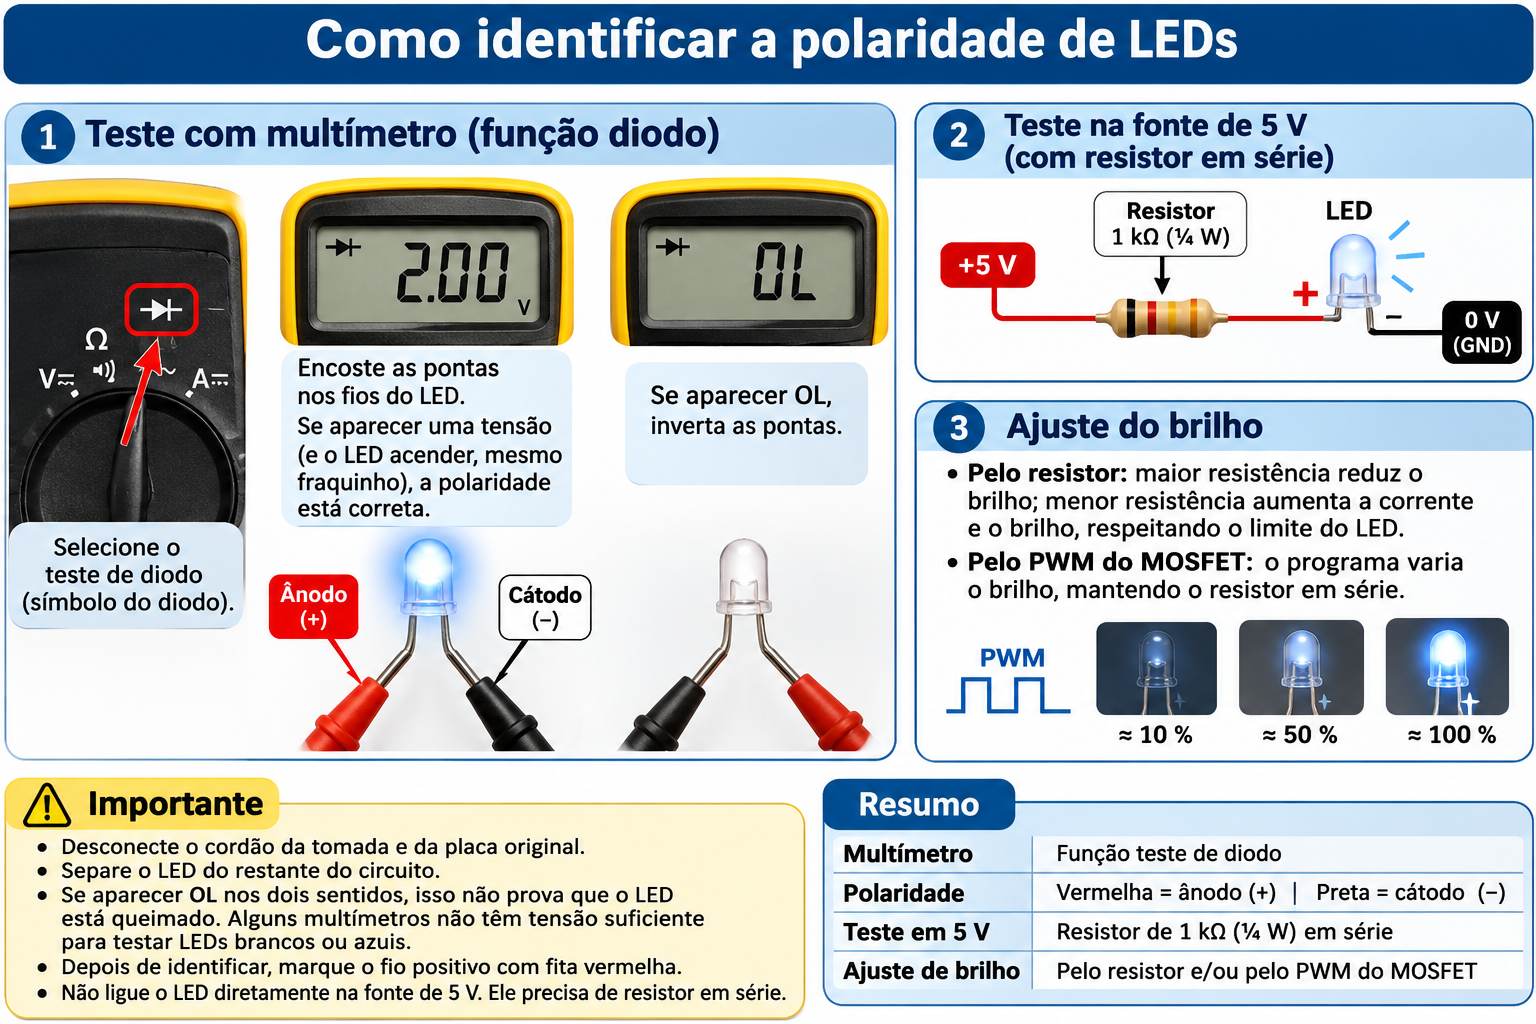 Como identificar a polaridade de LEDs
1 Teste com multímetro (função diodo)
Ω
V
A
2.00
V
OL
Selecione o
teste de diodo
(símbolo do diodo).
Encoste as pontas
nos fios do LED.
Se aparecer uma tensão
(e o LED acender, mesmo
fraquinho), a polaridade
está correta.
Se aparecer OL,
inverta as pontas.
Ânodo
(+)
Cátodo
(−)
2 Teste na fonte de 5 V
(com resistor em série)
Resistor
1 kΩ (¼ W)
LED
+5 V
+
−
0 V
(GND)
3 Ajuste do brilho
• Pelo resistor: maior resistência reduz o
brilho; menor resistência aumenta a corrente
e o brilho, respeitando o limite do LED.
• Pelo PWM do MOSFET: o programa varia
o brilho, mantendo o resistor em série.
PWM
≈ 10 %
≈ 50 %
≈ 100 %
Importante
• Desconecte o cordão da tomada e da placa original.
• Separe o LED do restante do circuito.
• Se aparecer OL nos dois sentidos, isso não prova que o LED
está queimado. Alguns multímetros não têm tensão suficiente
para testar LEDs brancos ou azuis.
• Depois de identificar, marque o fio positivo com fita vermelha.
• Não ligue o LED diretamente na fonte de 5 V. Ele precisa de resistor em série.
Resumo
Multímetro Função teste de diodo
Polaridade Vermelha = ânodo (+) | Preta = cátodo (−)
Teste em 5 V Resistor de 1 kΩ (¼ W) em série
Ajuste de brilho Pelo resistor e/ou pelo PWM do MOSFET